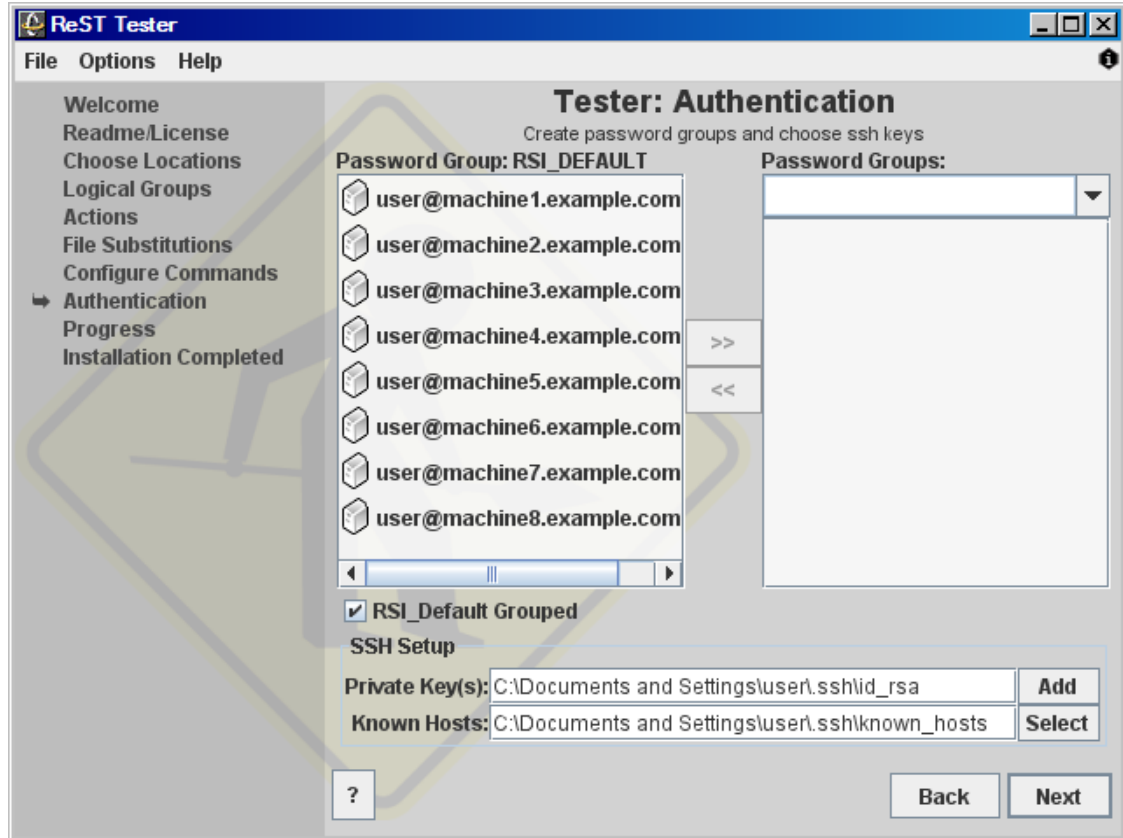 ReST Tester
File Options Help
Welcome
Readme/License
Choose Locations
Logical Groups
Actions
File Substitutions
Configure Commands
Authentication
Progress
Installation Completed
Tester: Authentication
Create password groups and choose ssh keys
Password Group: RSI_DEFAULT
user@machine1.example.com
user@machine2.example.com
user@machine3.example.com
user@machine4.example.com
user@machine5.example.com
user@machine6.example.com
user@machine7.example.com
user@machine8.example.com
>>
<<
Password Groups:
RSI_Default Grouped
SSH Setup
Private Key(s): C:\Documents and Settings\user\.ssh\id_rsa Add
Known Hosts: C:\Documents and Settings\user\.ssh\known_hosts Select
? Back Next